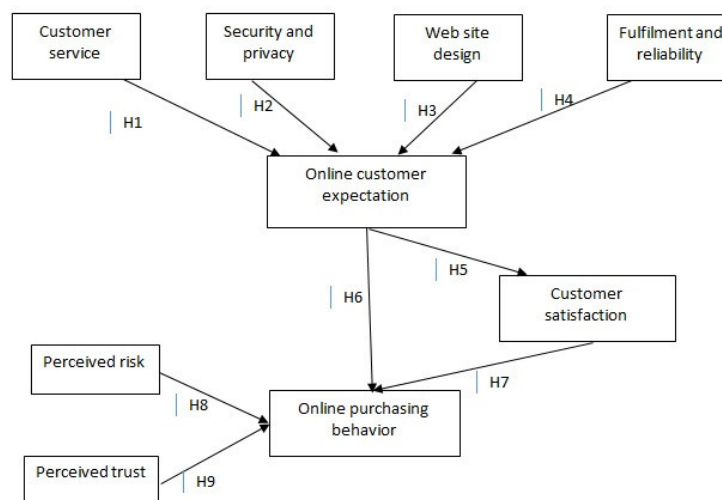 Customer
service
Security and
privacy
Web site
design
Fulfilment and
reliability
H1
H2
H3
H4
Online customer
expectation
H5
H6
Customer
satisfaction
Perceived risk
H7
H8
Online purchasing
behavior
Perceived trust
H9